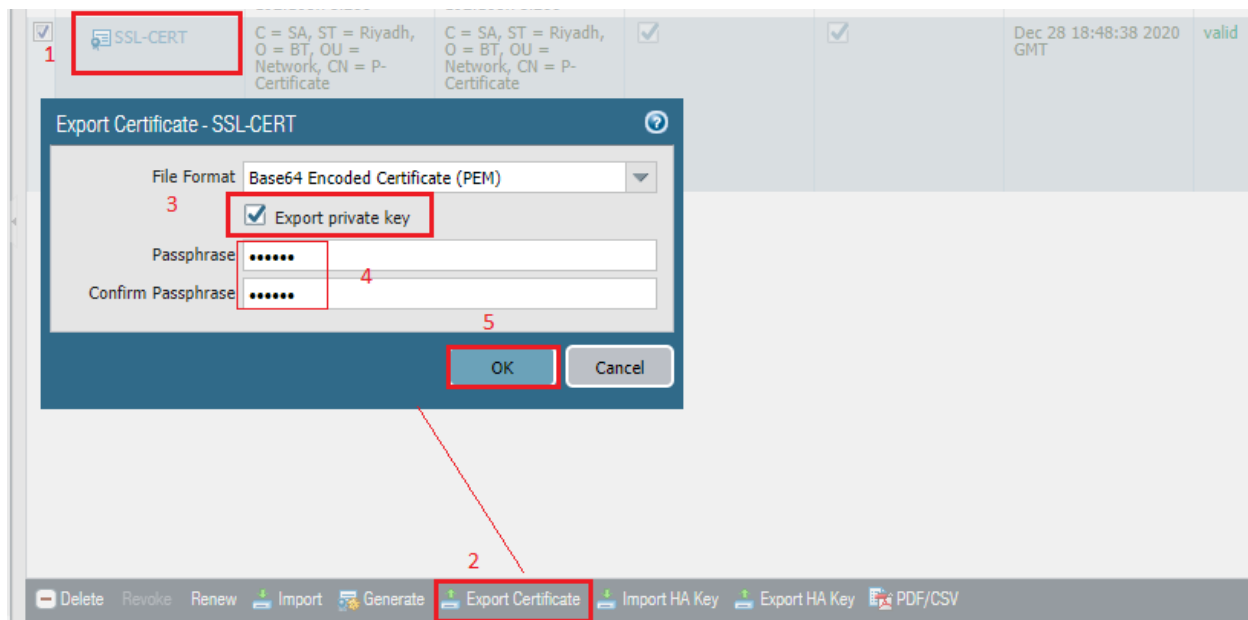 1
SSL-CERT
C = SA, ST = Riyadh,
O = BT, OU =
Network, CN = P-
Certificate
C = SA, ST = Riyadh,
O = BT, OU =
Network, CN = P-
Certificate
Dec 28 18:48:38 2020
GMT
valid
Export Certificate - SSL-CERT
File Format Base64 Encoded Certificate (PEM)
3
Export private key
Passphrase ••••••
4
Confirm Passphrase ••••••
5
OK Cancel
2
Delete Revoke Renew Import Generate Export Certificate Import HA Key Export HA Key PDF/CSV